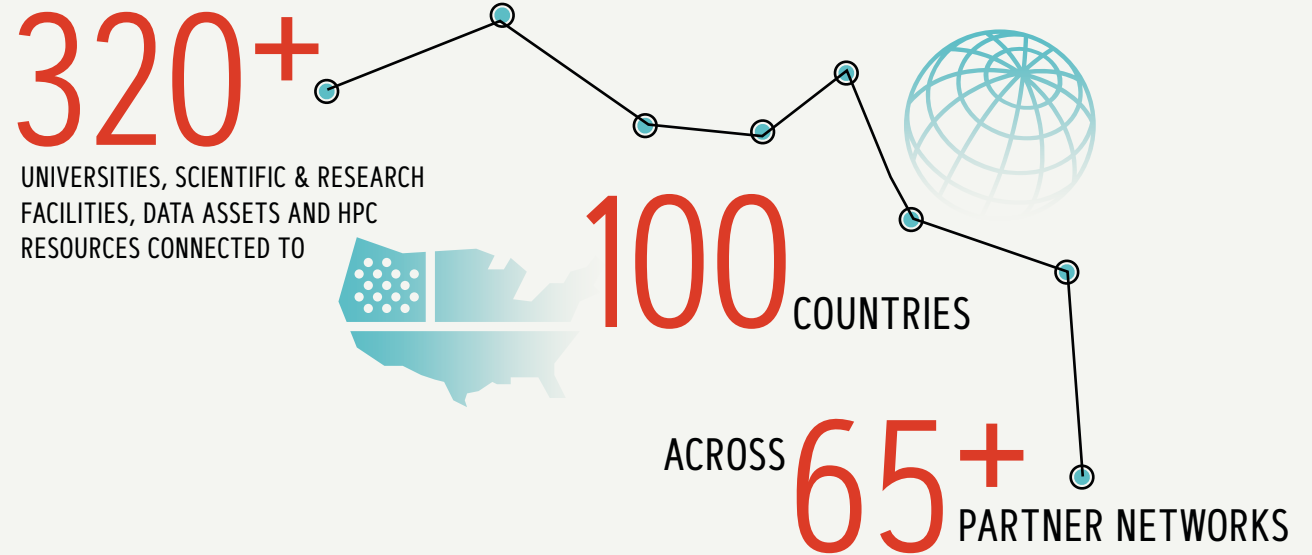 320+
UNIVERSITIES, SCIENTIFIC & RESEARCH
FACILITIES, DATA ASSETS AND HPC
RESOURCES CONNECTED TO
100 COUNTRIES
ACROSS 65+ PARTNER NETWORKS